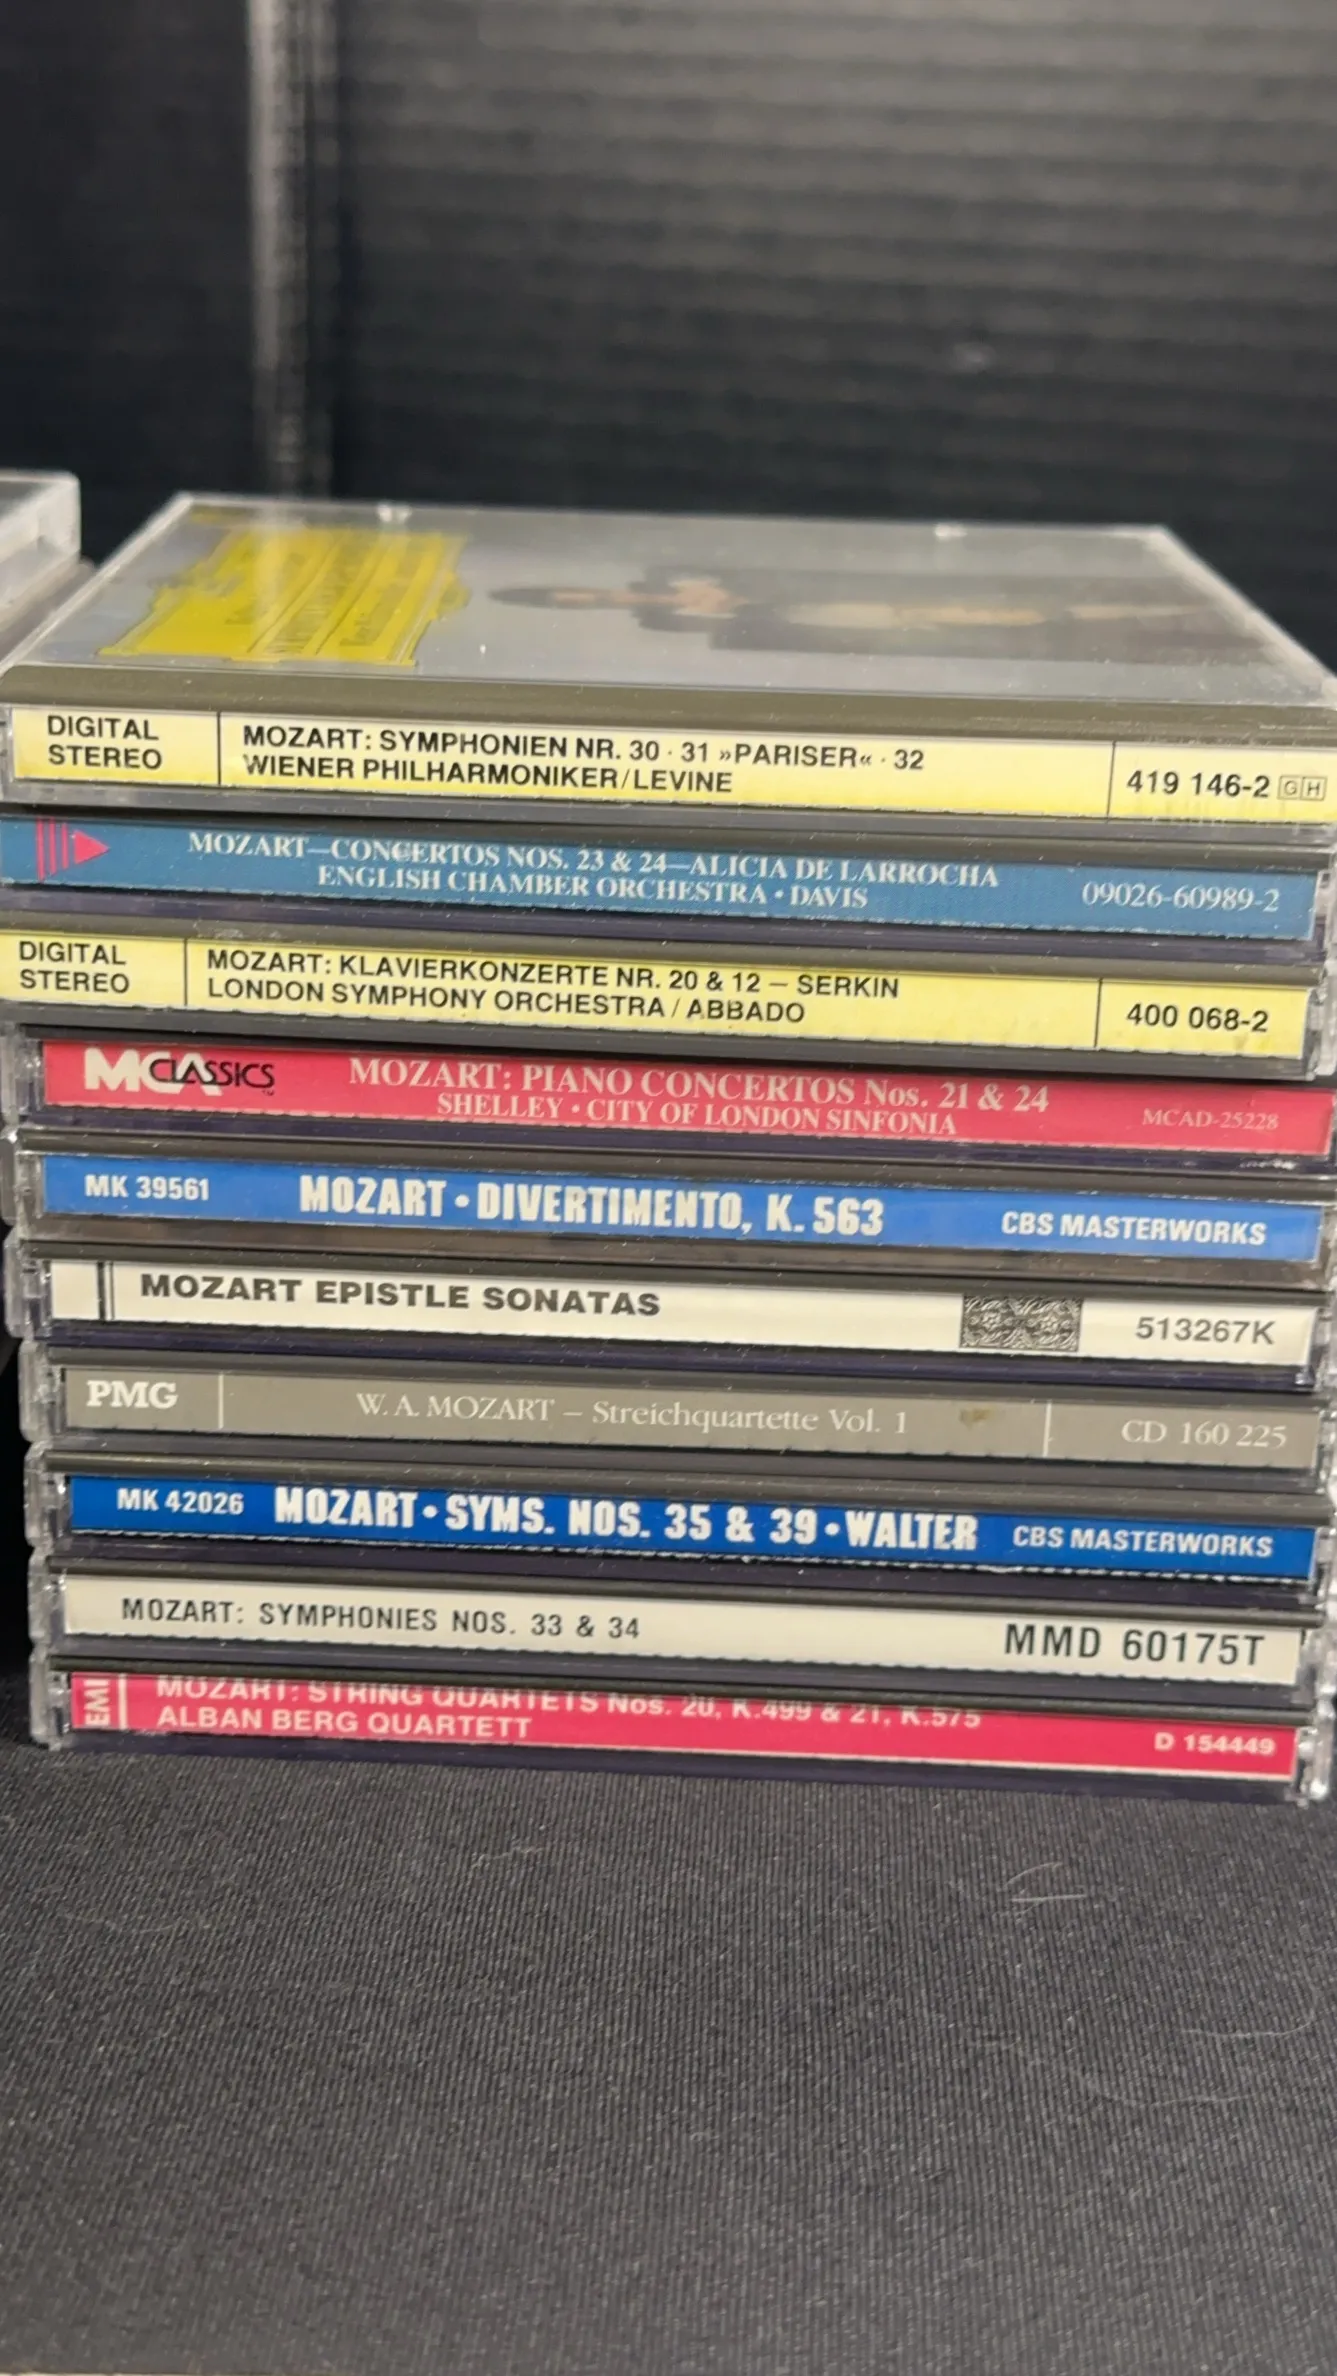 DIGITAL
STEREO
MOZART: SYMPHONIEN NR. 30 · 31 »PARISER« · 32
WIENER PHILHARMONIKER/LEVINE
419 146-2 GH
MOZART—CONCERTOS NOS. 23 & 24—ALICIA DE LARROCHA
ENGLISH CHAMBER ORCHESTRA • DAVIS
09026-60989-2
DIGITAL
STEREO
MOZART: KLAVIERKONZERTE NR. 20 & 12 – SERKIN
LONDON SYMPHONY ORCHESTRA / ABBADO
400 068-2
MCA CLASSICS
MOZART: PIANO CONCERTOS Nos. 21 & 24
SHELLEY • CITY OF LONDON SINFONIA
MCAD-25228
MK 39561
MOZART • DIVERTIMENTO, K. 563
CBS MASTERWORKS
MOZART EPISTLE SONATAS
513267K
PMG
W. A. MOZART – Streichquartette Vol. 1
CD 160 225
MK 42026
MOZART • SYMS. NOS. 35 & 39 • WALTER
CBS MASTERWORKS
MOZART: SYMPHONIES NOS. 33 & 34
MMD 60175T
EMI
MOZART: STRING QUARTETS Nos. 20, K.499 & 21, K.575
ALBAN BERG QUARTETT
D 154449